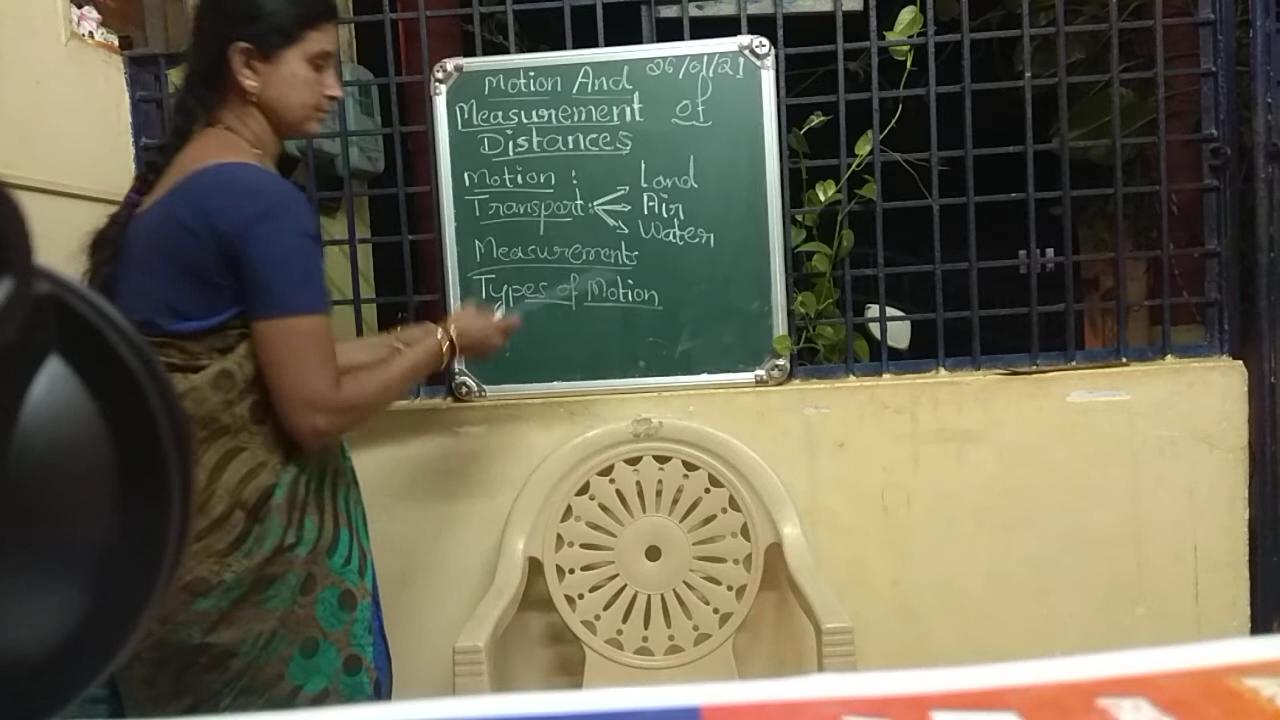 Motion And 26/01/21
Measurement of
Distances
Motion :
Transport: Land
Air
Water
Measurements
Types of Motion